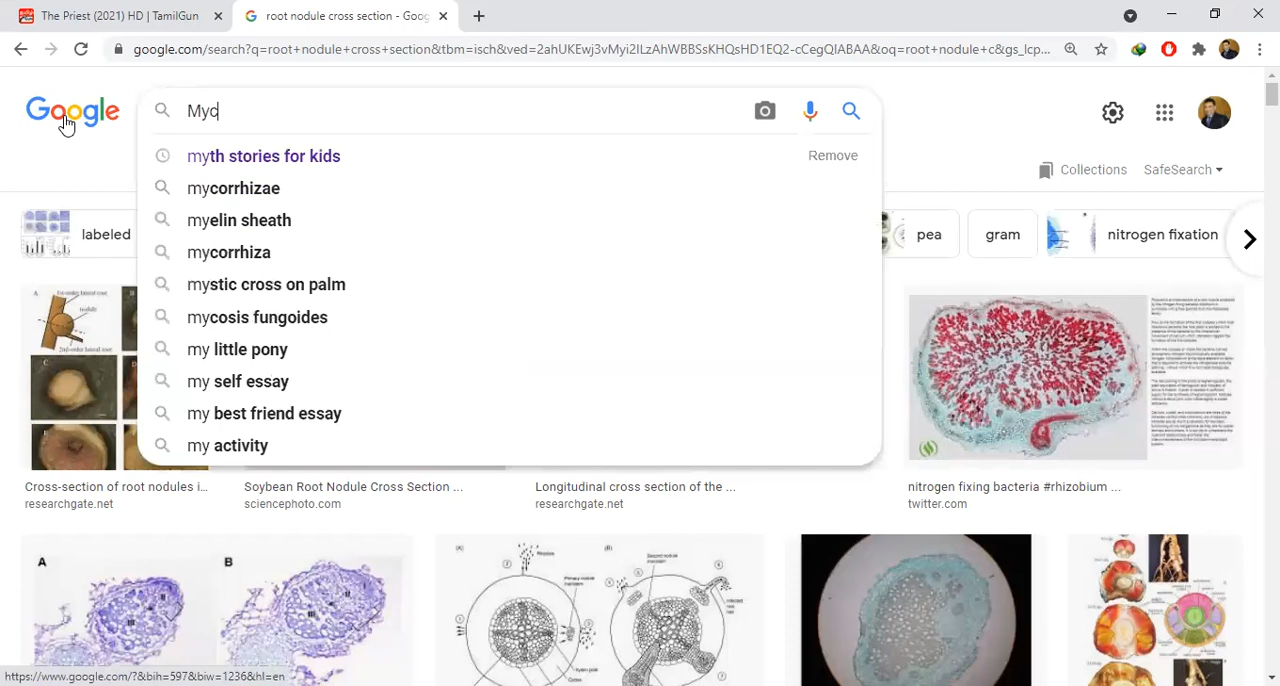 The Priest (2021) HD | TamilGun
root nodule cross section - Goog
google.com/search?q=root+nodule+cross+section&tbm=isch&ved=2ahUKEwj3vMyi2ILzAhWBBSsKHQsHD1EQ2-cCegQIABAA&oq=root+nodule+c&gs_lcp...
Google
Myc
myth stories for kids
Remove
mycorrhizae
myelin sheath
mycorrhiza
mystic cross on palm
mycosis fungoides
my little pony
my self essay
my best friend essay
my activity
Collections
SafeSearch
labeled
pea
gram
nitrogen fixation
Cross-section of root nodules i...
researchgate.net
Soybean Root Nodule Cross Section ...
sciencephoto.com
Longitudinal cross section of the ...
researchgate.net
nitrogen fixing bacteria #rhizobium ...
twitter.com
A
B
(A)
(B)
https://www.google.com/?&bih=597&biw=1236&hl=en